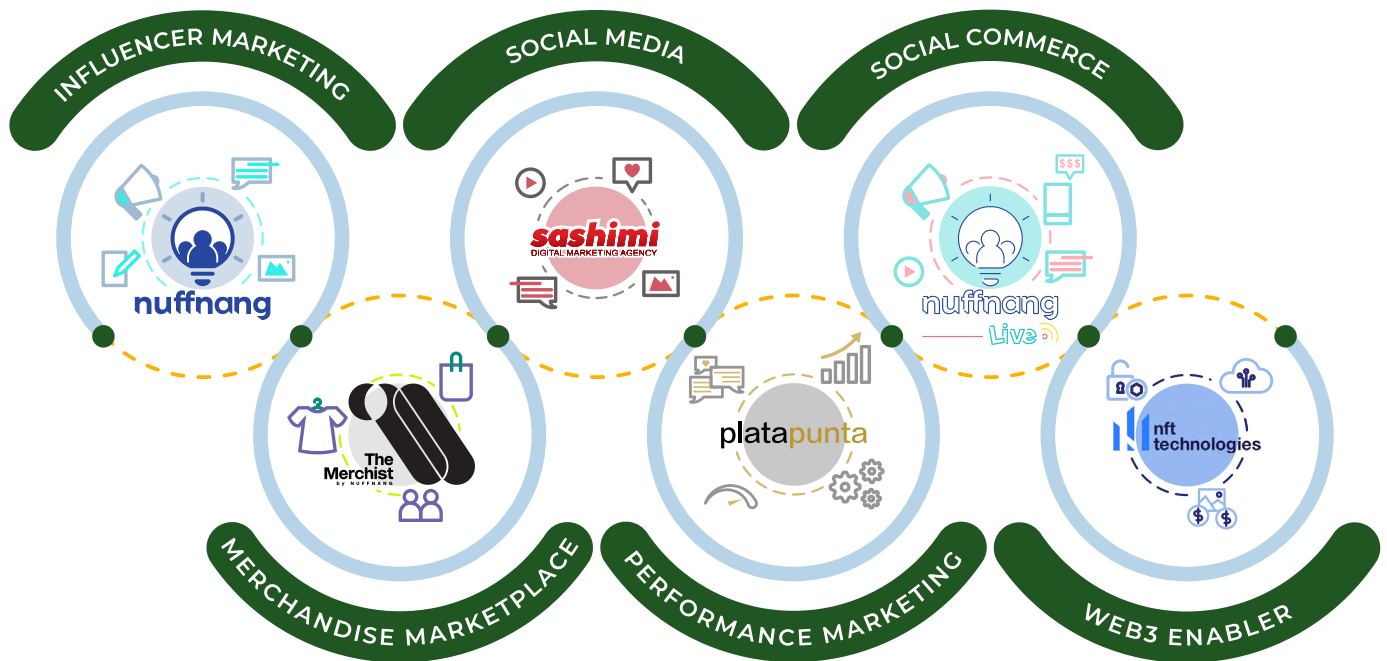 INFLUENCER MARKETING
nuffnang
SOCIAL MEDIA
sashimi
DIGITAL MARKETING AGENCY
SOCIAL COMMERCE
$$$
nuffnang
Live
The
Merchist
by NUFFNANG
MERCHANDISE MARKETPLACE
platapunta
PERFORMANCE MARKETING
nft
technologies
$ $
WEB3 ENABLER